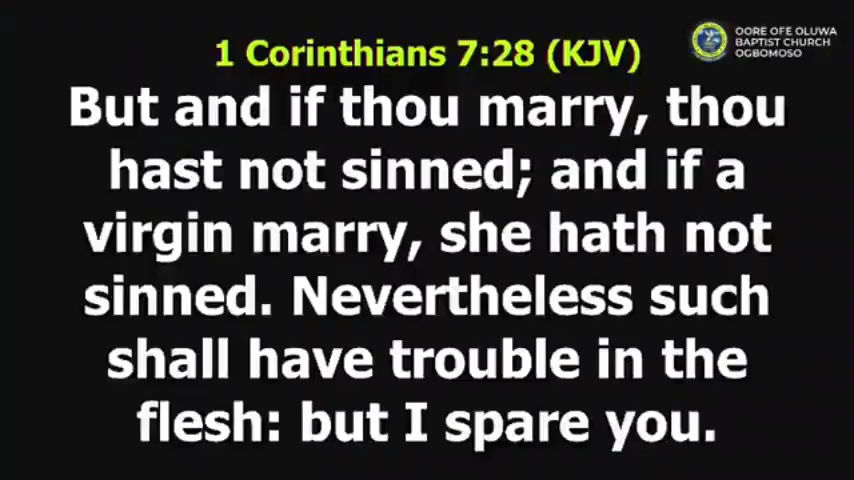 OORE OFE OLUWA
BAPTIST CHURCH
OGBOMOSO
1 Corinthians 7:28 (KJV)
But and if thou marry, thou
hast not sinned; and if a
virgin marry, she hath not
sinned. Nevertheless such
shall have trouble in the
flesh: but I spare you.